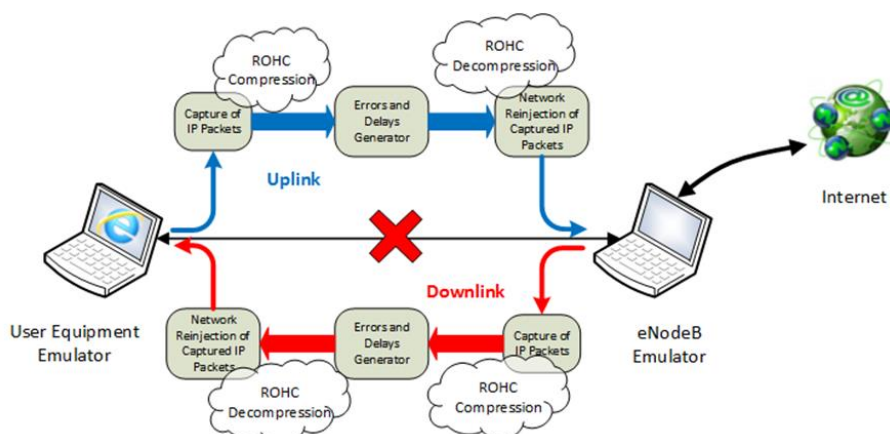 ROHC
Compression
ROHC
Decompression
Capture of
IP Packets
Errors and
Delays
Generator
Network
Reinjection of
Captured IP
Packets
Uplink
Internet
Downlink
User Equipment
Emulator
Network
Reinjection of
Captured IP
Packets
Errors and
Delays
Generator
Capture of
IP Packets
eNodeB
Emulator
ROHC
Decompression
ROHC
Compression